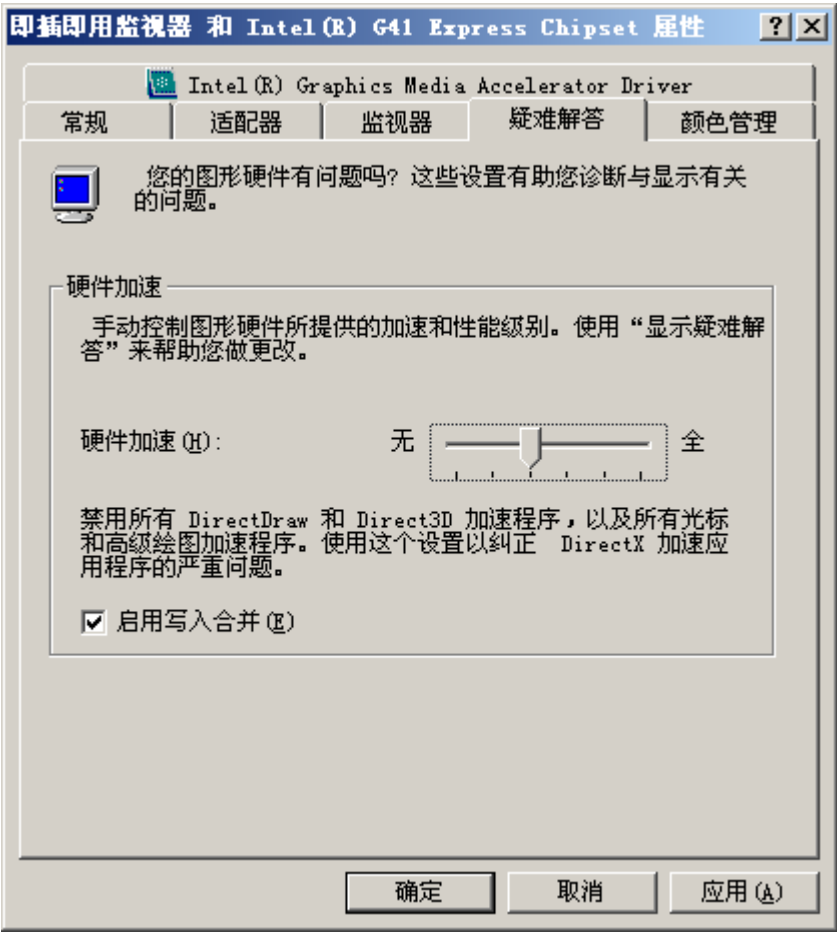 即插即用监视器 和 Intel(R) G41 Express Chipset 属性
Intel(R) Graphics Media Accelerator Driver
常规 适配器 监视器 疑难解答 颜色管理
您的图形硬件有问题吗? 这些设置有助您诊断与显示有关
的问题。
硬件加速
手动控制图形硬件所提供的加速和性能级别。使用“显示疑难解
答”来帮助您做更改。
硬件加速(H): 无 全
禁用所有 DirectDraw 和 Direct3D 加速程序,以及所有光标
和高级绘图加速程序。使用这个设置以纠正 DirectX 加速应
用程序的严重问题。
启用写入合并(E)
确定 取消 应用(A)